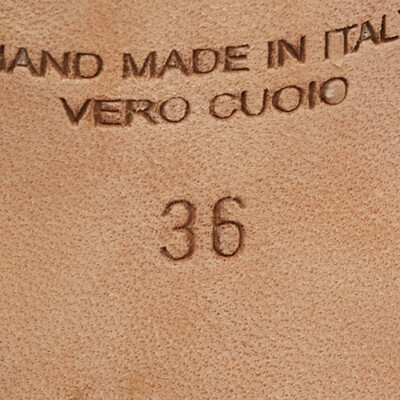 HAND MADE IN ITALY
VERO CUOIO
36